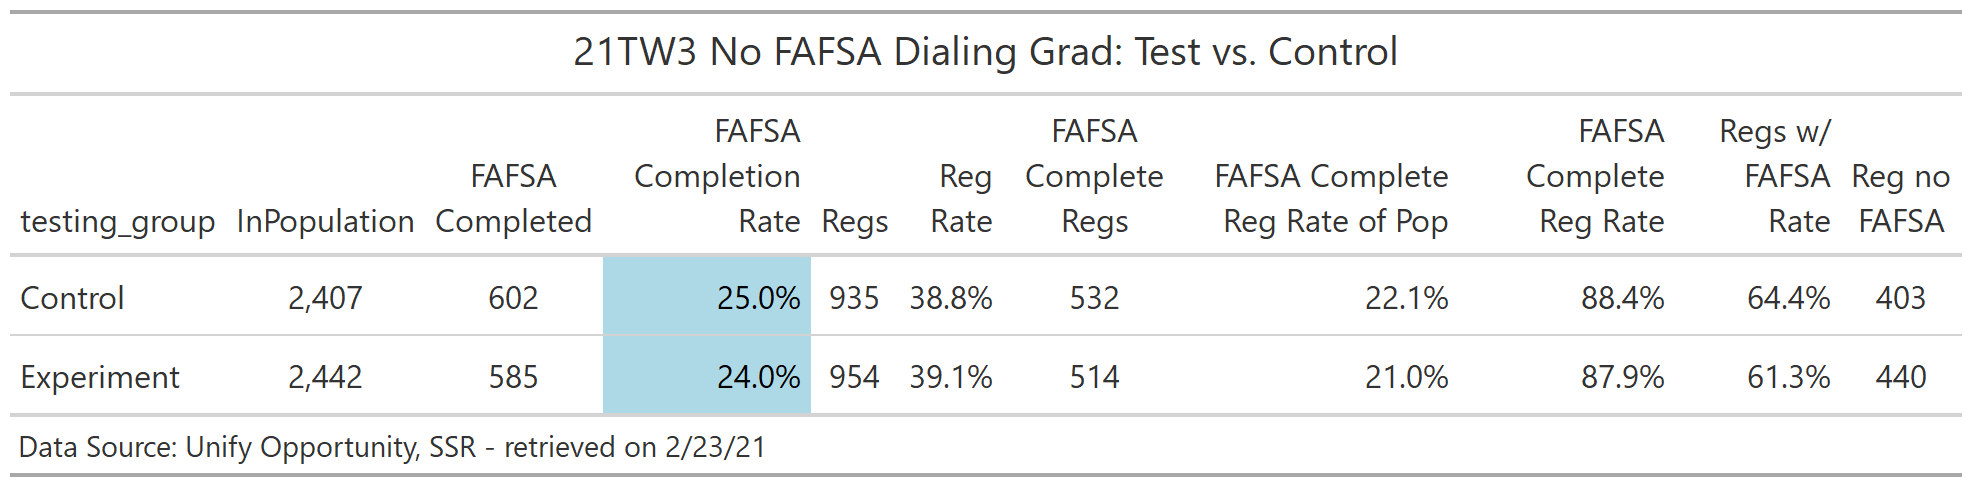 21TW3 No FAFSA Dialing Grad: Test vs. Control
testing_group InPopulation FAFSA Completed FAFSA Completion Rate Regs Reg Rate FAFSA Complete Regs FAFSA Complete Reg Rate of Pop FAFSA Complete Reg Rate Regs w/ FAFSA Rate Reg no FAFSA
Control 2,407 602 25.0% 935 38.8% 532 22.1% 88.4% 64.4% 403
Experiment 2,442 585 24.0% 954 39.1% 514 21.0% 87.9% 61.3% 440
Data Source: Unify Opportunity, SSR - retrieved on 2/23/21